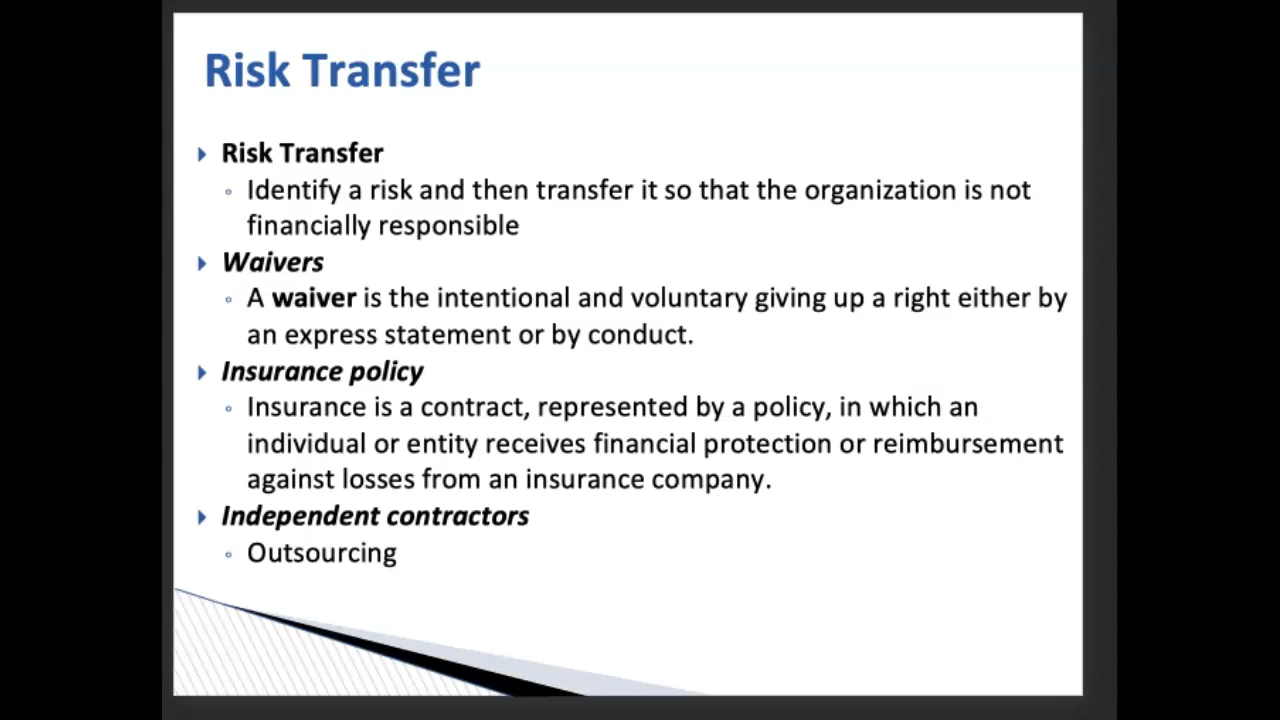 Risk Transfer
Risk Transfer
Identify a risk and then transfer it so that the organization is not
financially responsible
Waivers
A waiver is the intentional and voluntary giving up a right either by
an express statement or by conduct.
Insurance policy
Insurance is a contract, represented by a policy, in which an
individual or entity receives financial protection or reimbursement
against losses from an insurance company.
Independent contractors
Outsourcing